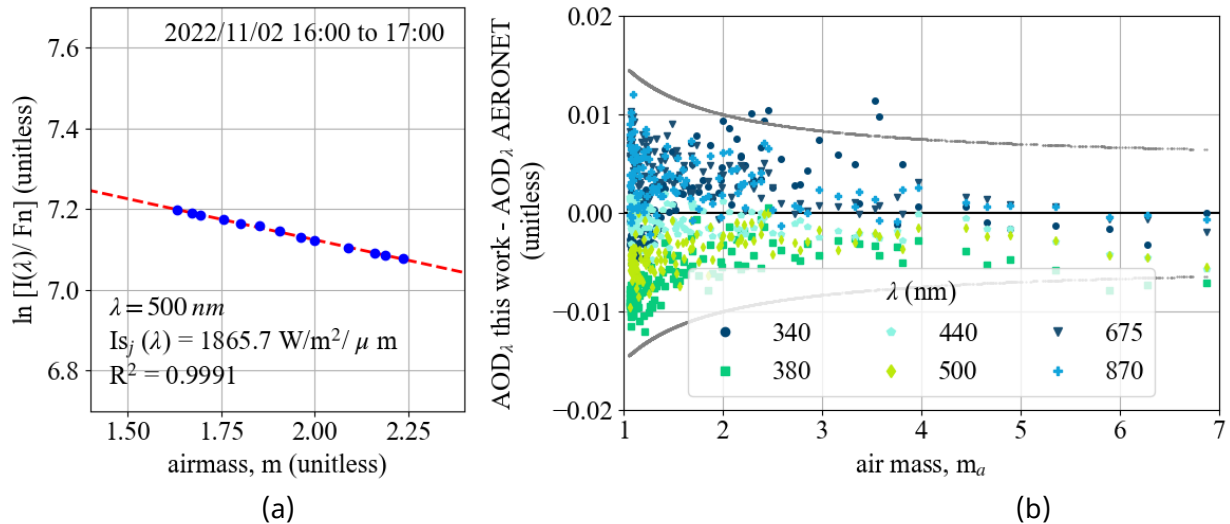 2022/11/02 16:00 to 17:00
7.6
7.4
7.2
7.0
6.8
ln [I(λ)/ Fn] (unitless)
λ = 500 nm
Isⱼ (λ) = 1865.7 W/m²/ μ m
R² = 0.9991
1.50 1.75 2.00 2.25
airmass, m (unitless)
(a)
AOD_λ this work - AOD_λ AERONET
(unitless)
0.02
0.01
0.00
−0.01
−0.02
λ (nm)
340 440 675
380 500 870
1 2 3 4 5 6 7
air mass, mₐ
(b)